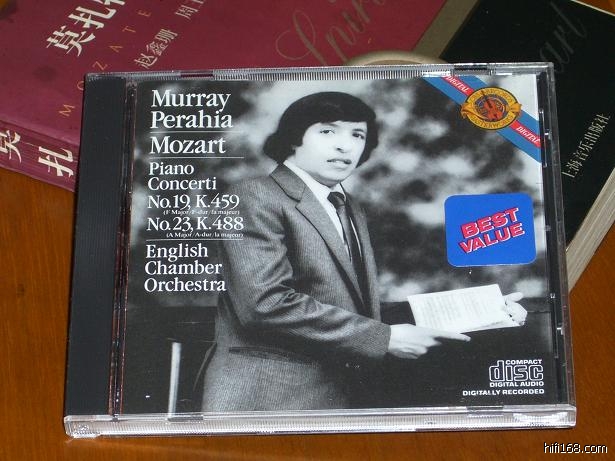 莫扎特
MOZART
赵鑫珊 周玉
莫扎
上海音乐出版社
Murray
Perahia
Mozart
Piano
Concerti
No.19, K.459
(F Major/F-dur/fa majeur)
No.23, K.488
(A Major/A-dur/la majeur)
English
Chamber
Orchestra
DIGITAL
DIGITAL
BEST
VALUE
COMPACT
disc
DIGITAL AUDIO
DIGITALLY RECORDED
hifi168.com